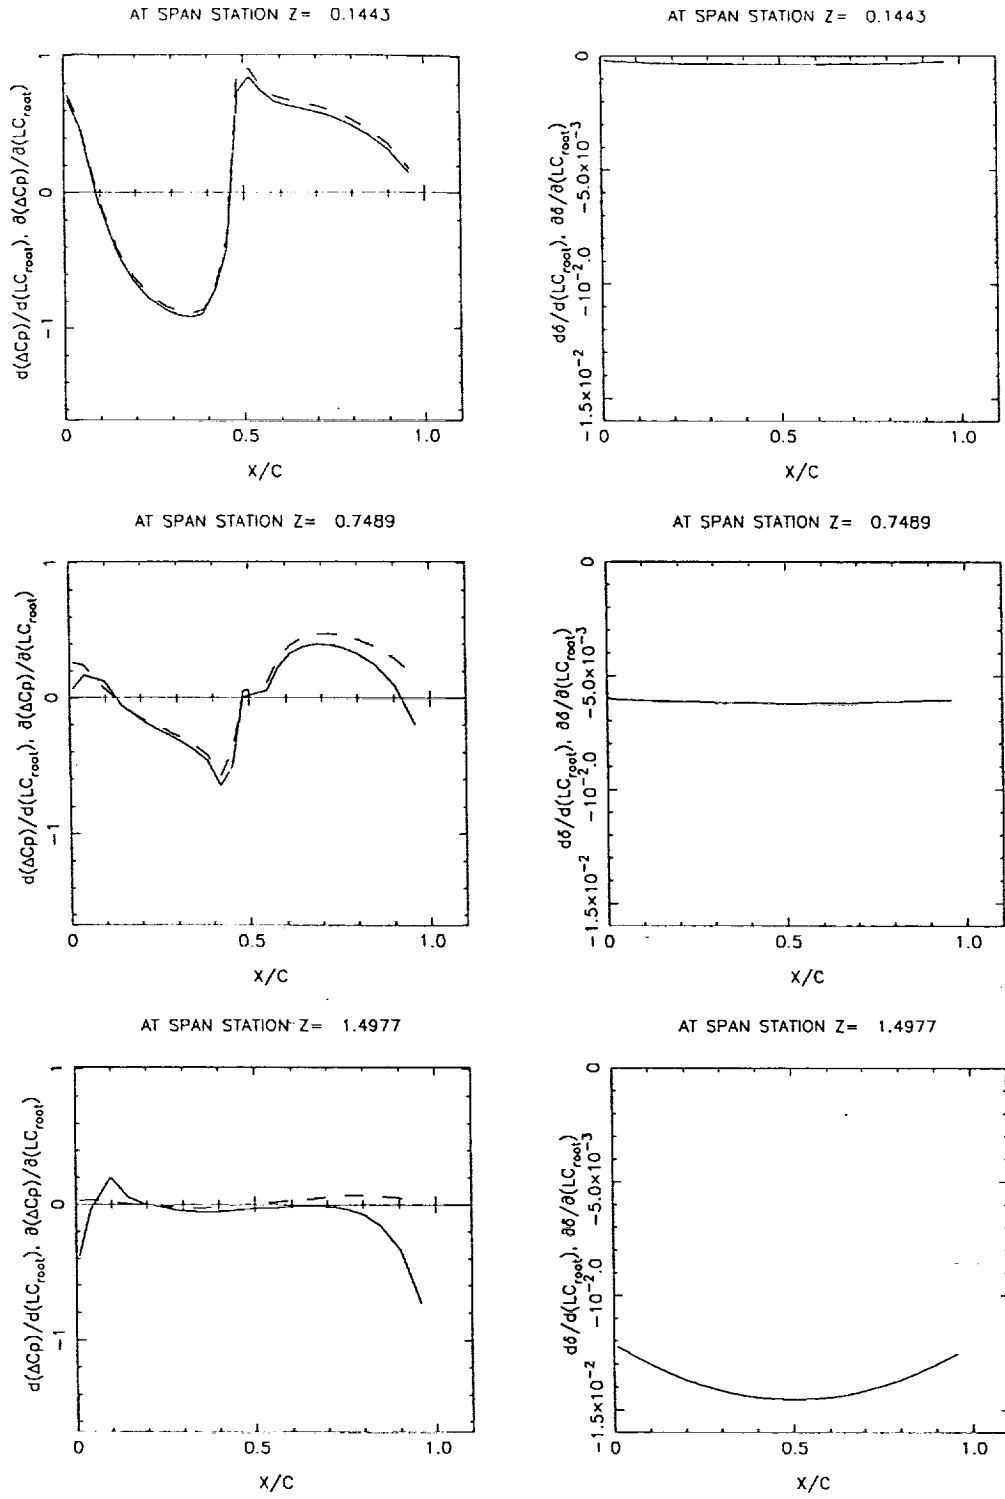 AT SPAN STATION Z= 0.1443
d(ΔCp)/d(LC_root), ∂(ΔCp)/∂(LC_root)
1
0
-1
0
0.5
1.0
X/C
AT SPAN STATION Z= 0.1443
dδ/d(LC_root), ∂δ/∂(LC_root)
0
-5.0×10^-3
-10^-2.0
-1.5×10^-2
0
0.5
1.0
X/C
AT SPAN STATION Z= 0.7489
d(ΔCp)/d(LC_root), ∂(ΔCp)/∂(LC_root)
1
0
-1
0
0.5
1.0
X/C
AT SPAN STATION Z= 0.7489
dδ/d(LC_root), ∂δ/∂(LC_root)
0
-5.0×10^-3
-10^-2.0
-1.5×10^-2
0
0.5
1.0
X/C
AT SPAN STATION Z= 1.4977
d(ΔCp)/d(LC_root), ∂(ΔCp)/∂(LC_root)
1
0
-1
0
0.5
1.0
X/C
AT SPAN STATION Z= 1.4977
dδ/d(LC_root), ∂δ/∂(LC_root)
0
-5.0×10^-3
-10^-2.0
-1.5×10^-2
0
0.5
1.0
X/C